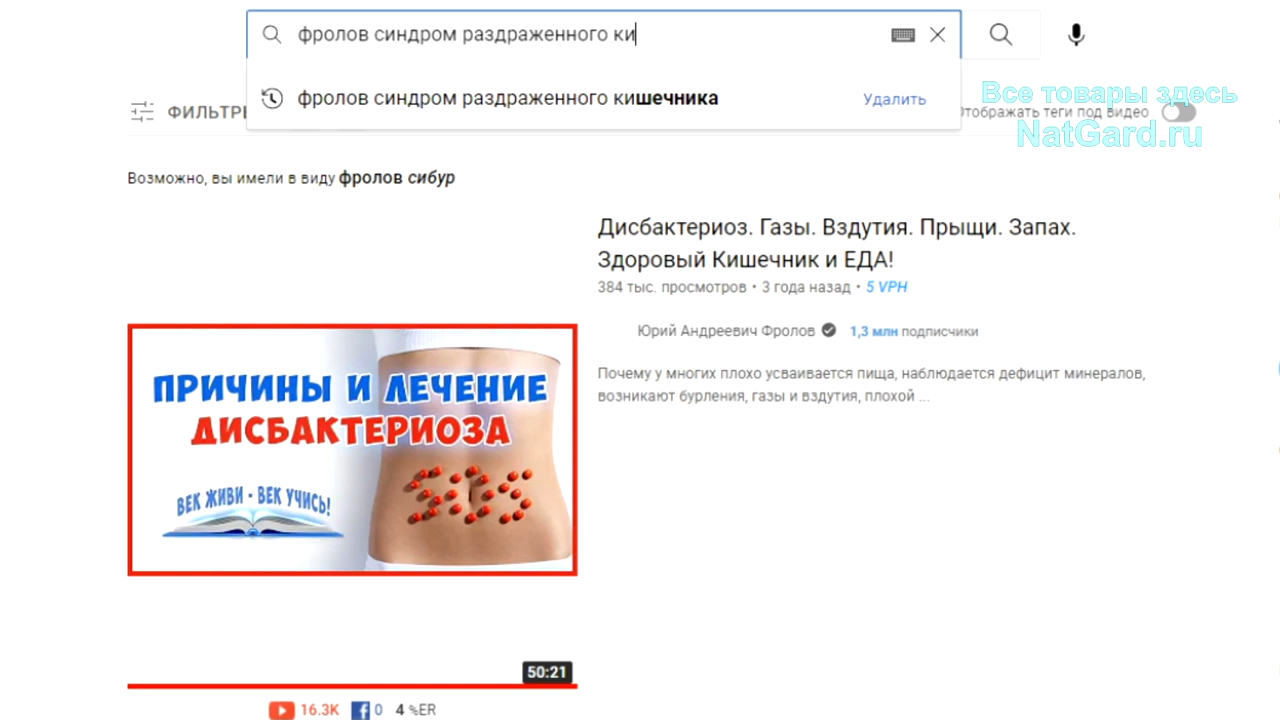 фролов синдром раздраженного ки
фролов синдром раздраженного кишечника
Удалить
Все товары здесь
NatGard.ru
ФИЛЬТРЫ
Отображать теги под видео
Возможно, вы имели в виду фролов сибур
Дисбактериоз. Газы. Вздутия. Прыщи. Запах.
Здоровый Кишечник и ЕДА!
384 тыс. просмотров • 3 года назад • 5 VPH
Юрий Андреевич Фролов 1,3 млн подписчики
Почему у многих плохо усваивается пища, наблюдается дефицит минералов,
возникают бурления, газы и вздутия, плохой ...
ПРИЧИНЫ И ЛЕЧЕНИЕ
ДИСБАКТЕРИОЗА
ВЕК ЖИВИ - ВЕК УЧИСЬ!
SOS
50:21
16.3K 0 4 %ER